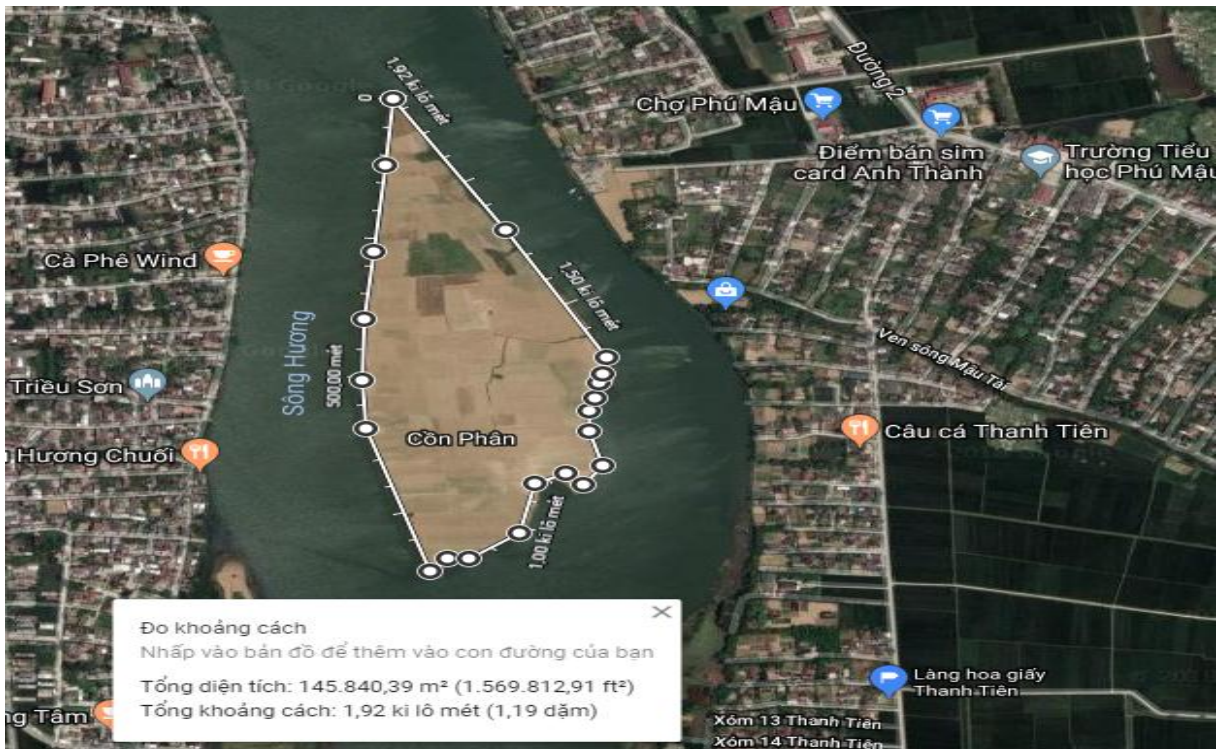 1,92 ki lô mét
0
Đường 2
Chợ Phú Mậu
Điểm bán sim
card Anh Thành
Trường Tiểu
học Phú Mậu
Cà Phê Wind
1,50 ki lô mét
Sông Hương
500,00 mét
Ven sông Mậu Tài
Triều Sơn
Cồn Phân
Câu cá Thanh Tiên
Hương Chuối
1,00 ki lô mét
Đo khoảng cách
Nhấp vào bản đồ để thêm vào con đường của bạn
Tổng diện tích: 145.840,39 m² (1.569.812,91 ft²)
Tổng khoảng cách: 1,92 ki lô mét (1,19 dặm)
Làng hoa giấy
Thanh Tiên
Tâm
Xóm 13 Thanh Tiên
Xóm 14 Thanh Tiên